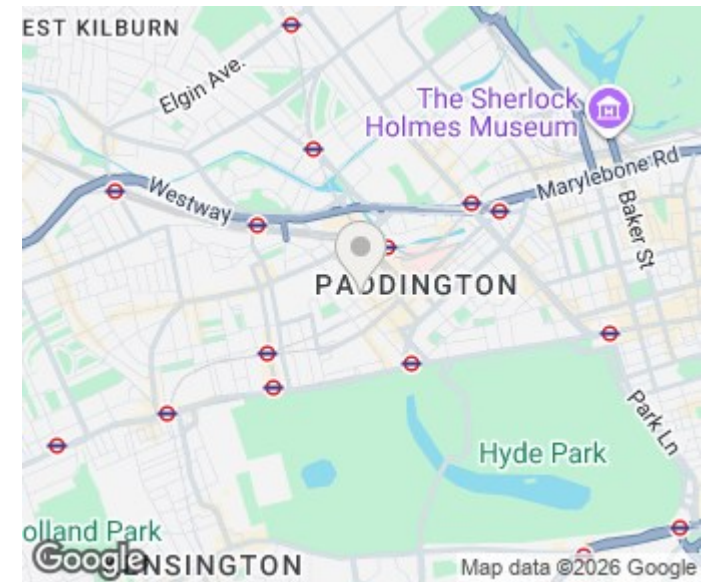 EST KILBURN
Elgin Ave.
The Sherlock
Holmes Museum
Marylebone Rd
Westway
Baker St
PADDINGTON
Park Ln
Hyde Park
olland Park
Google
ENSINGTON
Map data ©2026 Google